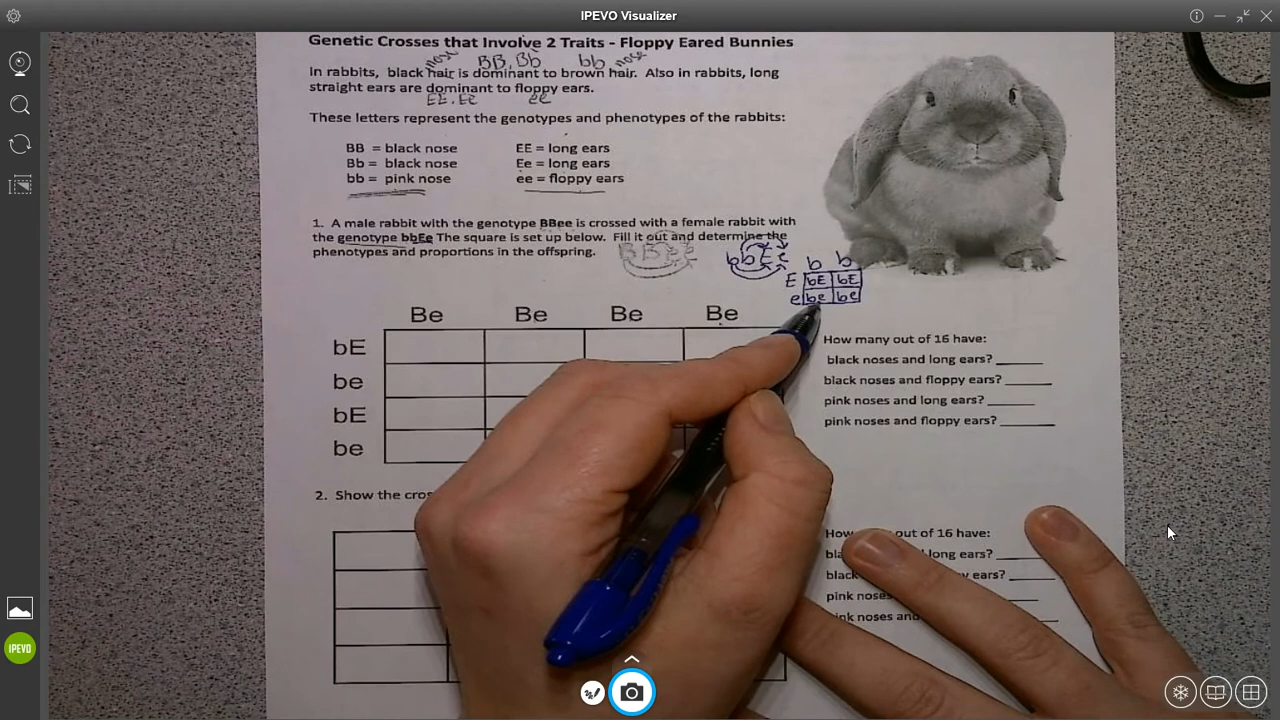 IPEVO Visualizer
Genetic Crosses that Involve 2 Traits - Floppy Eared Bunnies
nose BB, Bb bb nose
In rabbits, black hair is dominant to brown hair. Also in rabbits, long
straight ears are dominant to floppy ears.
EE, Ee ee
These letters represent the genotypes and phenotypes of the rabbits:
BB = black nose EE = long ears
Bb = black nose Ee = long ears
bb = pink nose ee = floppy ears
1. A male rabbit with the genotype BBee is crossed with a female rabbit with
the genotype bbEe The square is set up below. Fill it out and determine the
phenotypes and proportions in the offspring.
BBee bbEe
b b
E bE bE
e be be
Be Be Be Be
bE
be
bE
be
How many out of 16 have:
black noses and long ears?
black noses and floppy ears?
pink noses and long ears?
pink noses and floppy ears?
2. Show the
out of 16 have:
long ears?
black ears?
pink
and
IPEVO